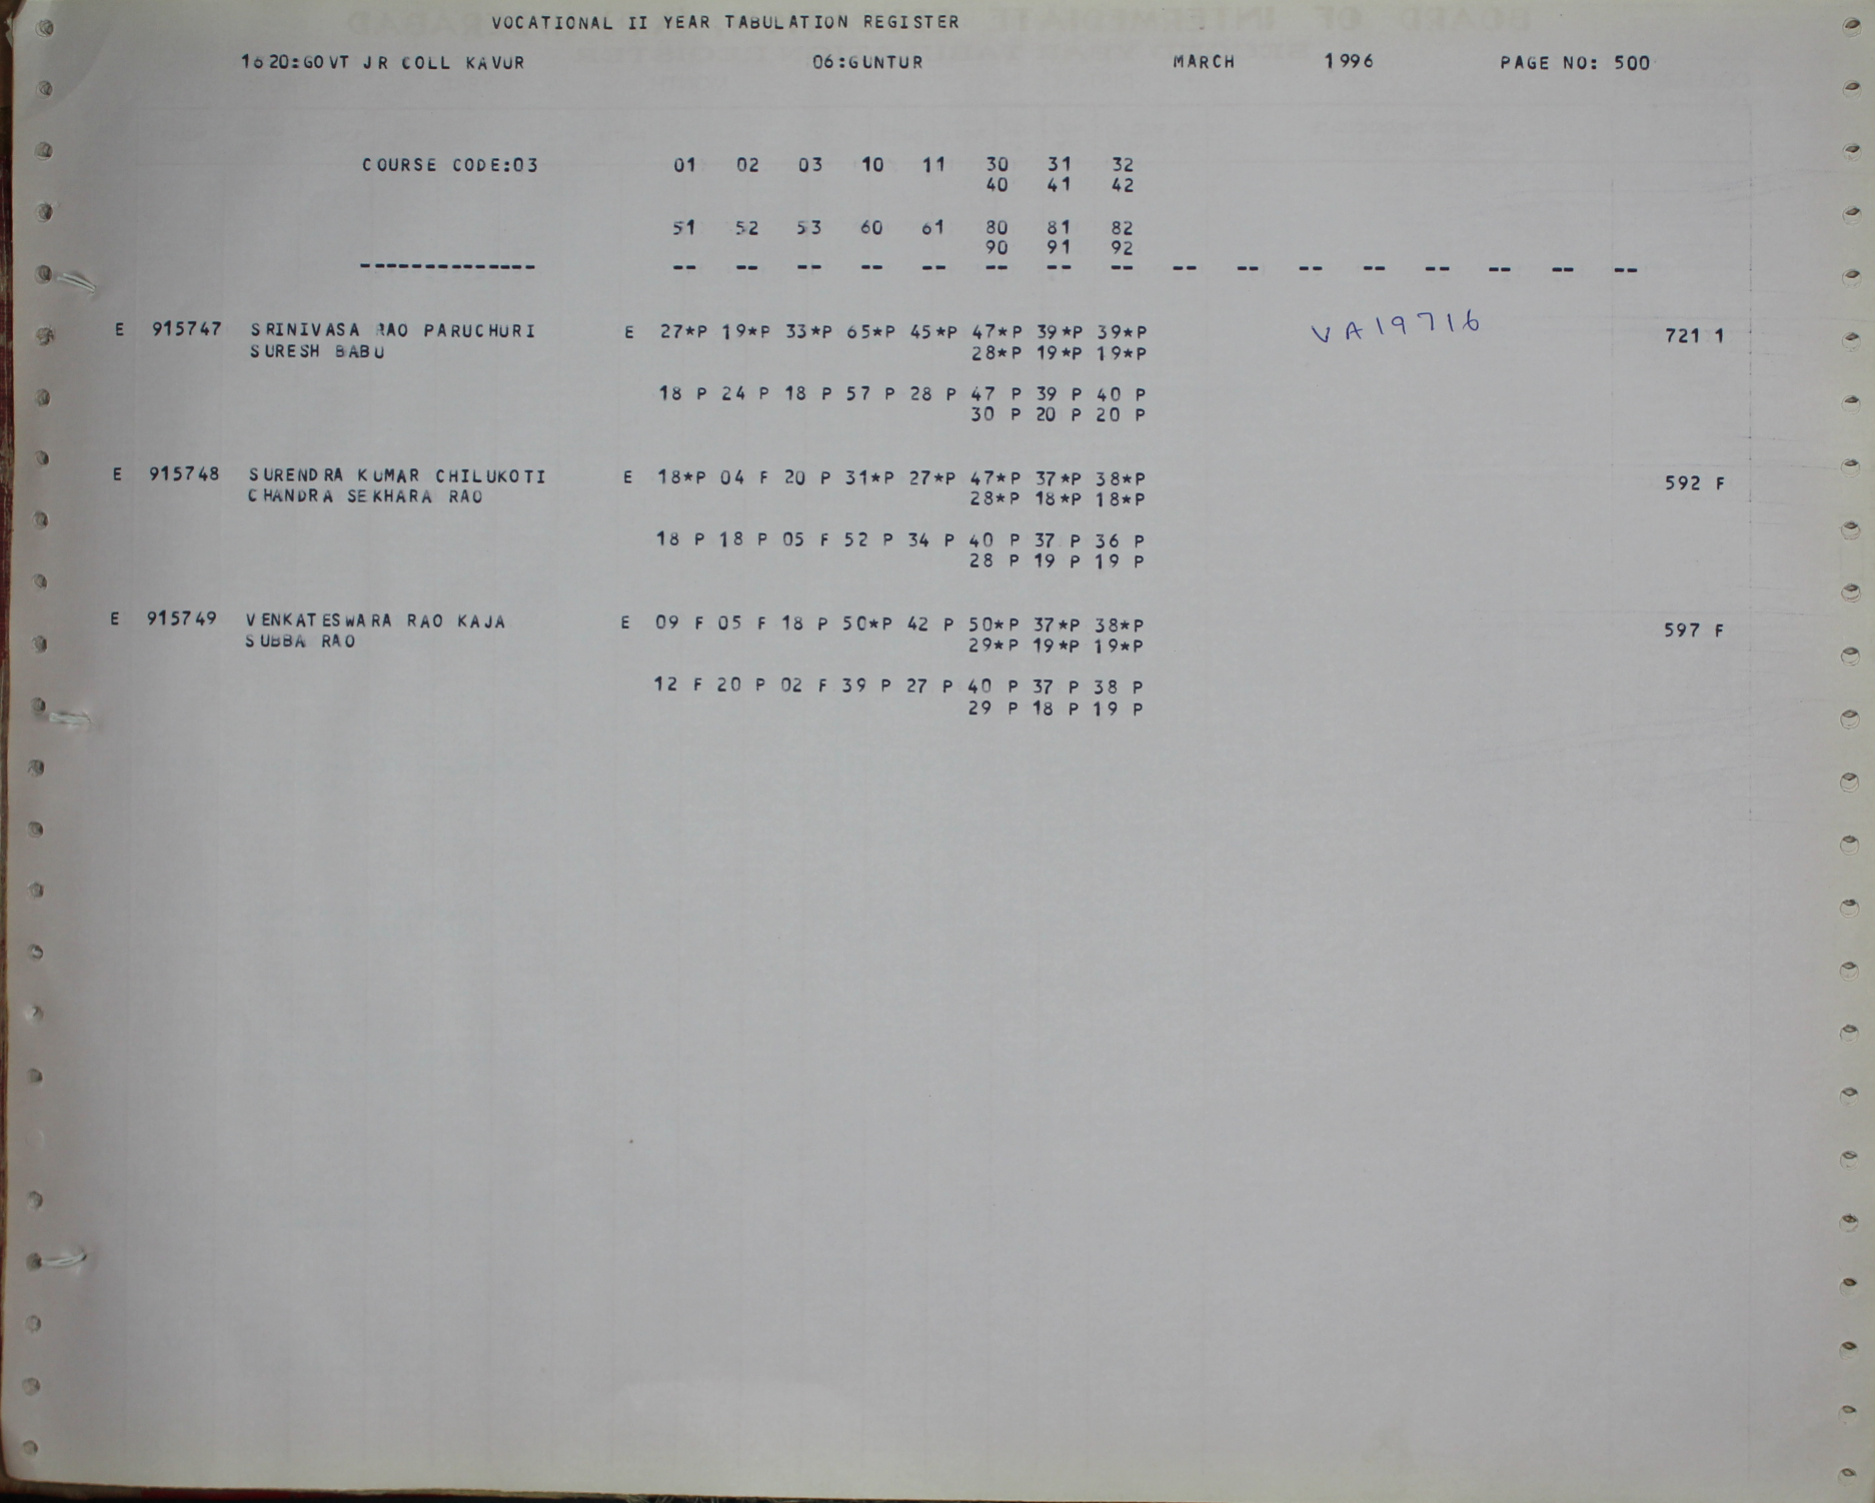 VOCATIONAL II YEAR TABULATION REGISTER
1620:GOVT JR COLL KAVUR 06:GUNTUR MARCH 1996 PAGE NO: 500
COURSE CODE:03 01 02 03 10 11 30 31 32
40 41 42
51 52 53 60 61 80 81 82
90 91 92
-------------- -- -- -- -- -- -- -- -- -- -- -- -- -- -- -- --
E 915747 SRINIVASA RAO PARUCHURI E 27*P 19*P 33*P 65*P 45*P 47*P 39*P 39*P VA19716 721 1
SURESH BABU 28*P 19*P 19*P
18 P 24 P 18 P 57 P 28 P 47 P 39 P 40 P
30 P 20 P 20 P
E 915748 SURENDRA KUMAR CHILUKOTI E 18*P 04 F 20 P 31*P 27*P 47*P 37*P 38*P 592 F
CHANDRA SEKHARA RAO 28*P 18*P 18*P
18 P 18 P 05 F 52 P 34 P 40 P 37 P 36 P
28 P 19 P 19 P
E 915749 VENKATESWARA RAO KAJA E 09 F 05 F 18 P 50*P 42 P 50*P 37*P 38*P 597 F
SUBBA RAO 29*P 19*P 19*P
12 F 20 P 02 F 39 P 27 P 40 P 37 P 38 P
29 P 18 P 19 P